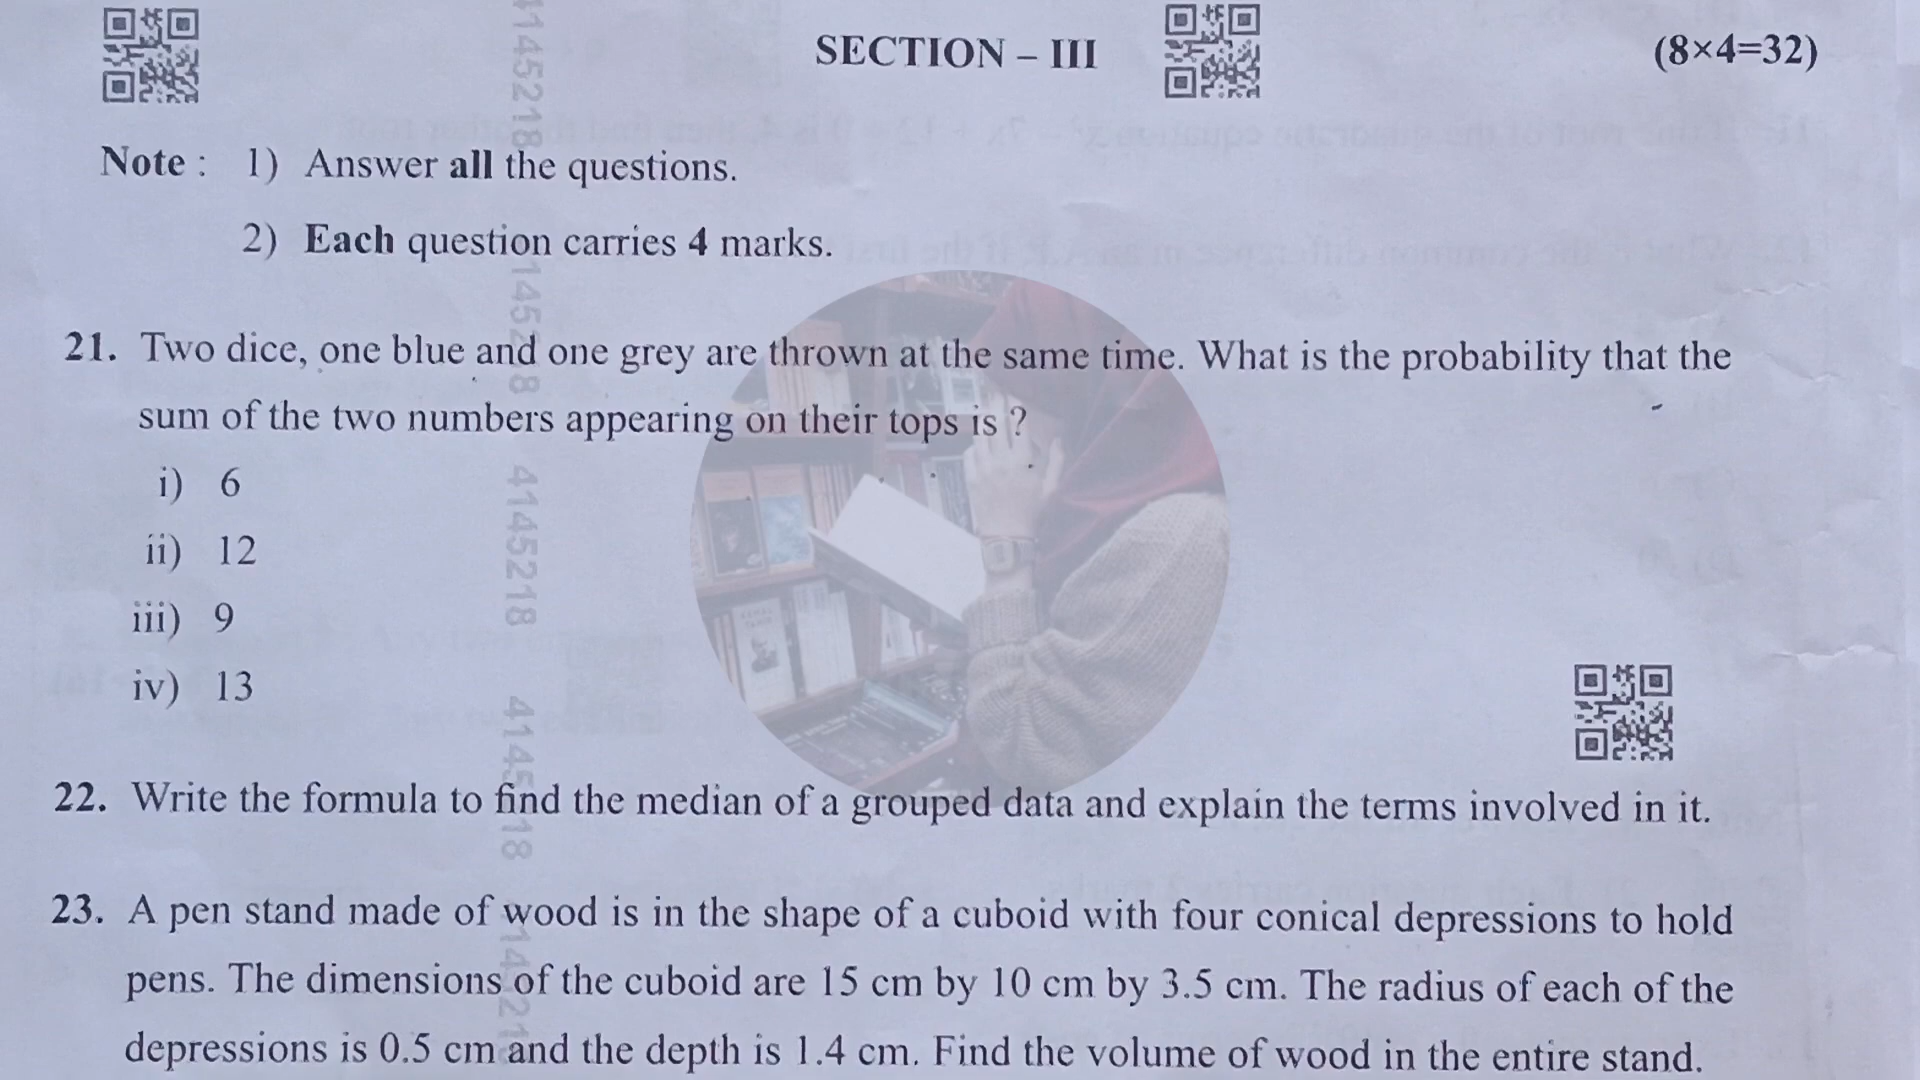 SECTION – III
(8×4=32)
Note : 1) Answer all the questions.
2) Each question carries 4 marks.
21. Two dice, one blue and one grey are thrown at the same time. What is the probability that the
sum of the two numbers appearing on their tops is ?
i) 6
ii) 12
iii) 9
iv) 13
22. Write the formula to find the median of a grouped data and explain the terms involved in it.
23. A pen stand made of wood is in the shape of a cuboid with four conical depressions to hold
pens. The dimensions of the cuboid are 15 cm by 10 cm by 3.5 cm. The radius of each of the
depressions is 0.5 cm and the depth is 1.4 cm. Find the volume of wood in the entire stand.
4145218